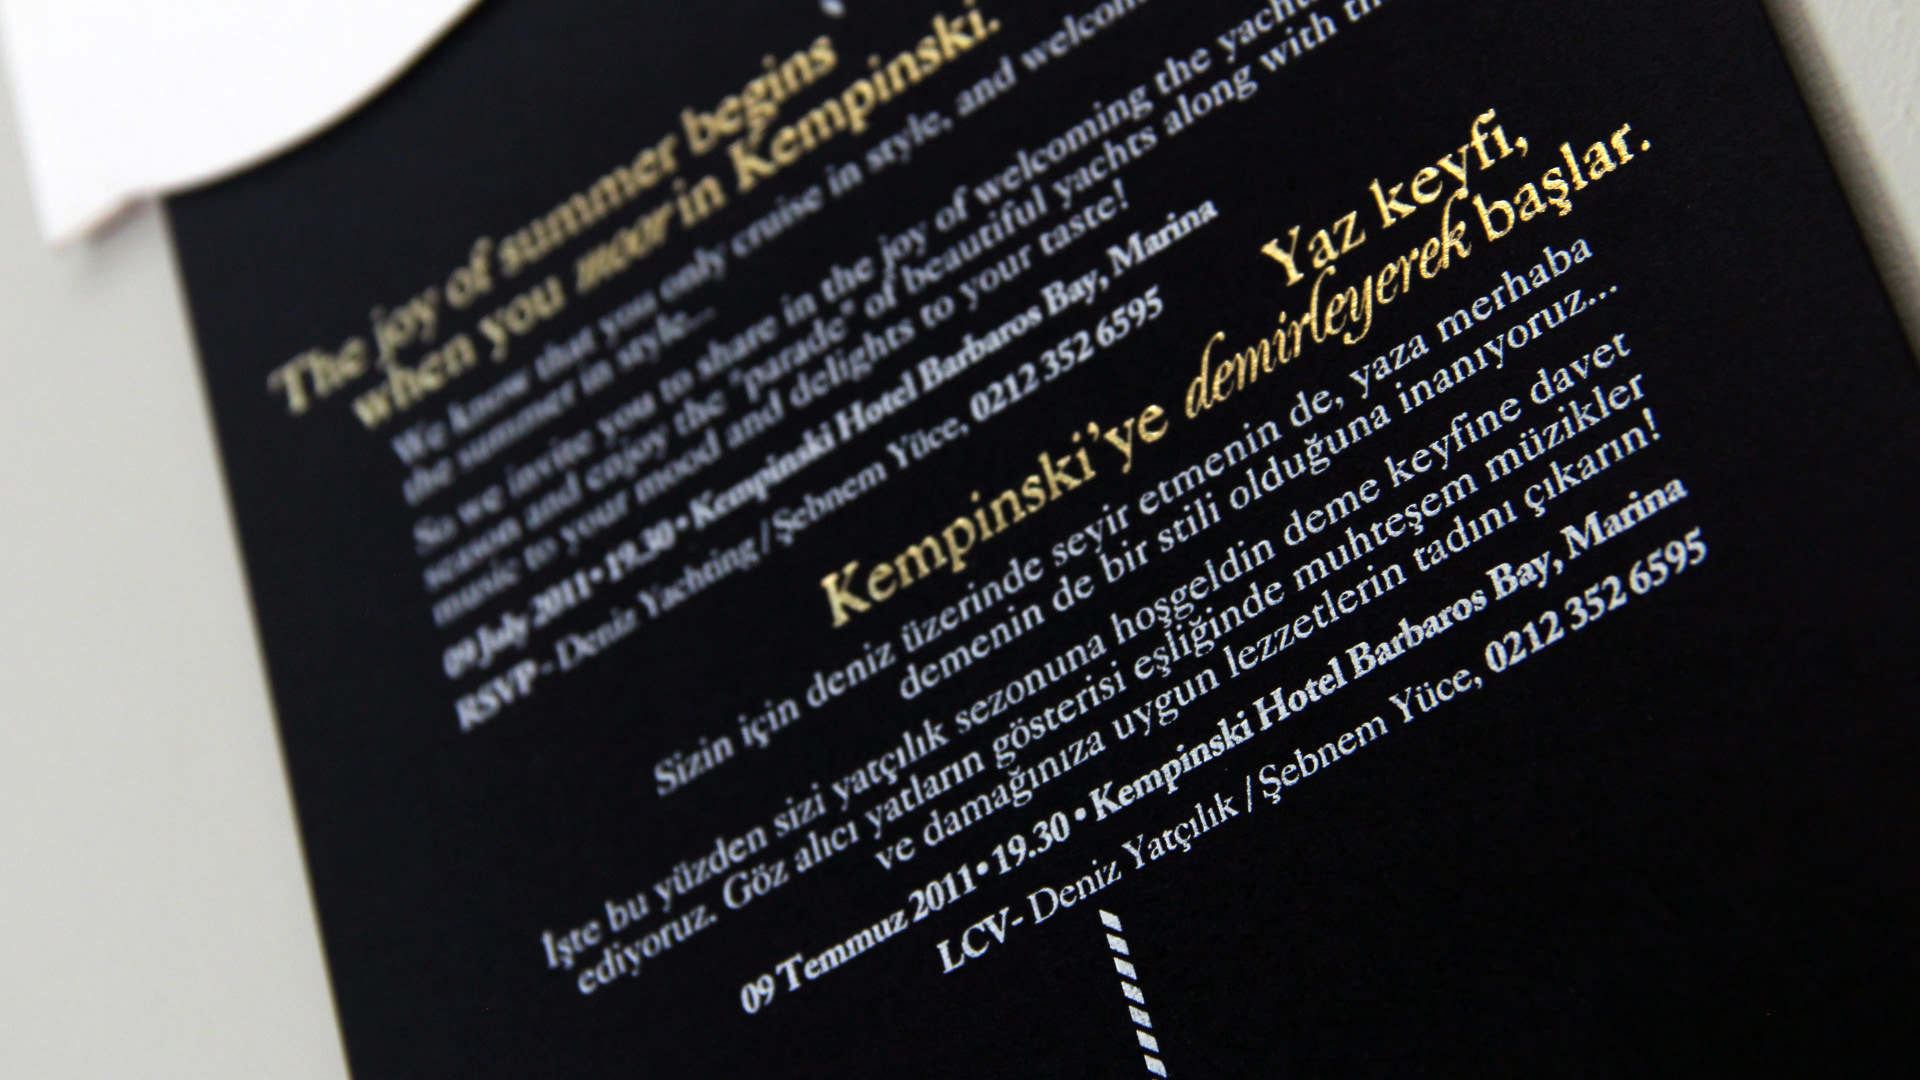 The joy of summer begins
when you moor in Kempinski.
We know that you only cruise in style, and welcom
the summer in style...
So we invite you to share in the joy of welcoming the yacht
season and enjoy the "parade" of beautiful yachts along with th
music to your mood and delights to your taste!
09 July 2011 • 19.30 • Kempinski Hotel Barbaros Bay, Marina
RSVP - Deniz Yachting / Şebnem Yüce, 0212 352 6595
Yaz keyfi,
Kempinski'ye demirleyerek başlar.
Sizin için deniz üzerinde seyir etmenin de, yaza merhaba
demenin de bir stili olduğuna inanıyoruz...
İşte bu yüzden sizi yatçılık sezonuna hoşgeldin deme keyfine davet
ediyoruz. Göz alıcı yatların gösterisi eşliğinde muhteşem müzikler
ve damağınıza uygun lezzetlerin tadını çıkarın!
09 Temmuz 2011 • 19.30 • Kempinski Hotel Barbaros Bay, Marina
LCV- Deniz Yatçılık / Şebnem Yüce, 0212 352 6595